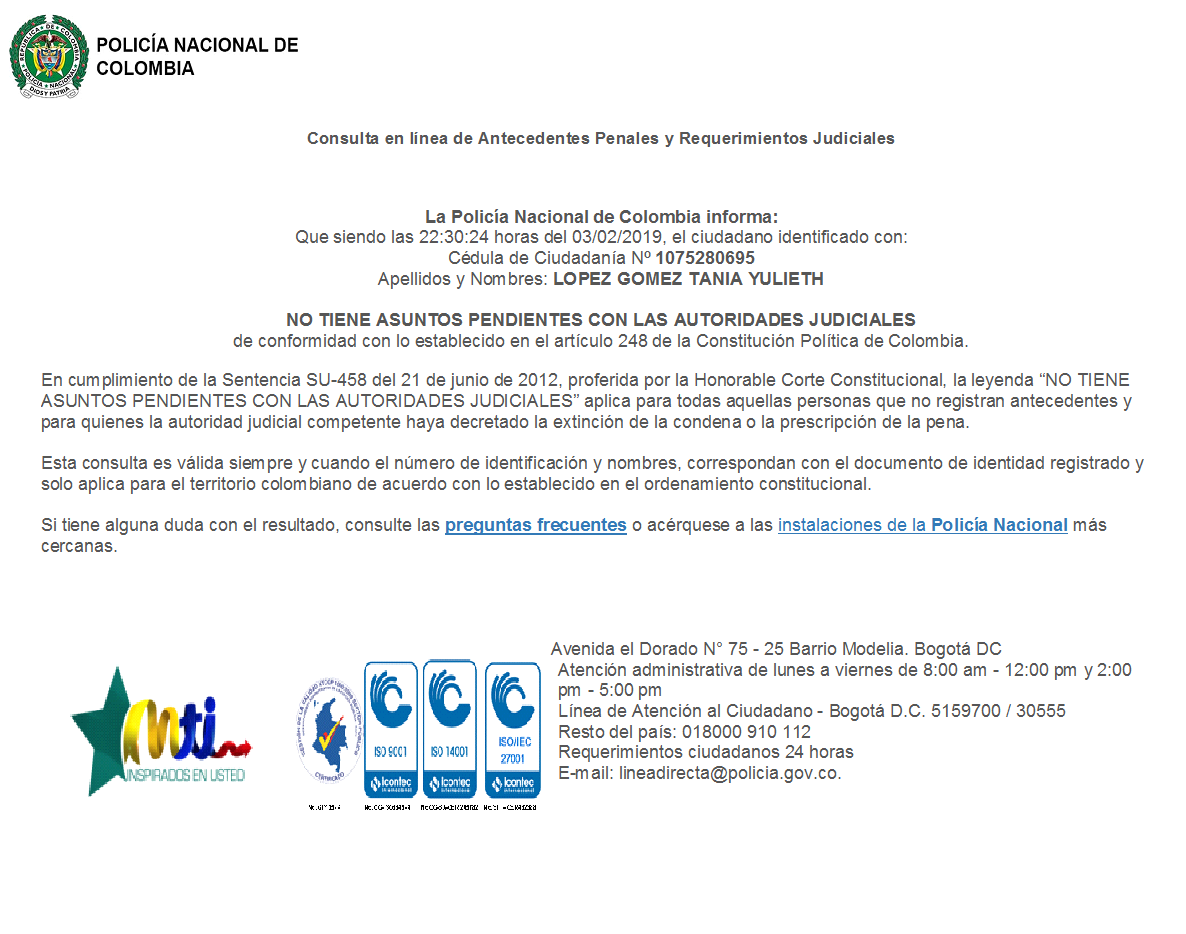 POLICÍA NACIONAL DE
COLOMBIA
REPUBLICA DE COLOMBIA
POLICIA NACIONAL
DIOS Y PATRIA
Consulta en línea de Antecedentes Penales y Requerimientos Judiciales
La Policía Nacional de Colombia informa:
Que siendo las 22:30:24 horas del 03/02/2019, el ciudadano identificado con:
Cédula de Ciudadanía Nº 1075280695
Apellidos y Nombres: LOPEZ GOMEZ TANIA YULIETH
NO TIENE ASUNTOS PENDIENTES CON LAS AUTORIDADES JUDICIALES
de conformidad con lo establecido en el artículo 248 de la Constitución Política de Colombia.
En cumplimiento de la Sentencia SU-458 del 21 de junio de 2012, proferida por la Honorable Corte Constitucional, la leyenda “NO TIENE
ASUNTOS PENDIENTES CON LAS AUTORIDADES JUDICIALES” aplica para todas aquellas personas que no registran antecedentes y
para quienes la autoridad judicial competente haya decretado la extinción de la condena o la prescripción de la pena.
Esta consulta es válida siempre y cuando el número de identificación y nombres, correspondan con el documento de identidad registrado y
solo aplica para el territorio colombiano de acuerdo con lo establecido en el ordenamiento constitucional.
Si tiene alguna duda con el resultado, consulte las preguntas frecuentes o acérquese a las instalaciones de la Policía Nacional más
cercanas.
nti
INSPIRADOS EN USTED
CERTIFICADO
ISO 9001
icontec
internacional
ISO 14001
icontec
internacional
ISO/IEC
27001
icontec
internacional
Avenida el Dorado N° 75 - 25 Barrio Modelia. Bogotá DC
Atención administrativa de lunes a viernes de 8:00 am - 12:00 pm y 2:00
pm - 5:00 pm
Línea de Atención al Ciudadano - Bogotá D.C. 5159700 / 30555
Resto del país: 018000 910 112
Requerimientos ciudadanos 24 horas
E-mail: lineadirecta@policia.gov.co.